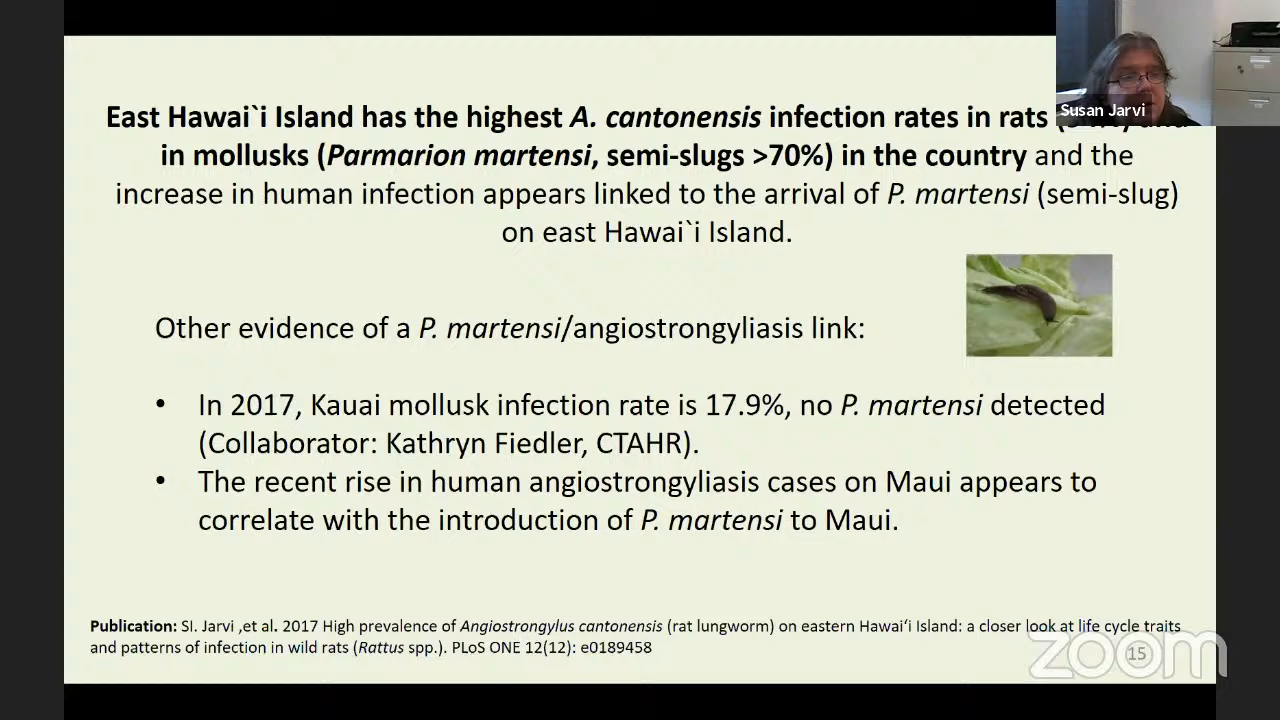 East Hawai`i Island has the highest A. cantonensis infection rates in rats
in mollusks (Parmarion martensi, semi-slugs >70%) in the country and the
increase in human infection appears linked to the arrival of P. martensi (semi-slug)
on east Hawai`i Island.
Susan Jarvi
Other evidence of a P. martensi/angiostrongyliasis link:
• In 2017, Kauai mollusk infection rate is 17.9%, no P. martensi detected
(Collaborator: Kathryn Fiedler, CTAHR).
• The recent rise in human angiostrongyliasis cases on Maui appears to
correlate with the introduction of P. martensi to Maui.
Publication: SI. Jarvi ,et al. 2017 High prevalence of Angiostrongylus cantonensis (rat lungworm) on eastern Hawai‘i Island: a closer look at life cycle traits
and patterns of infection in wild rats (Rattus spp.). PLoS ONE 12(12): e0189458
15
zoom